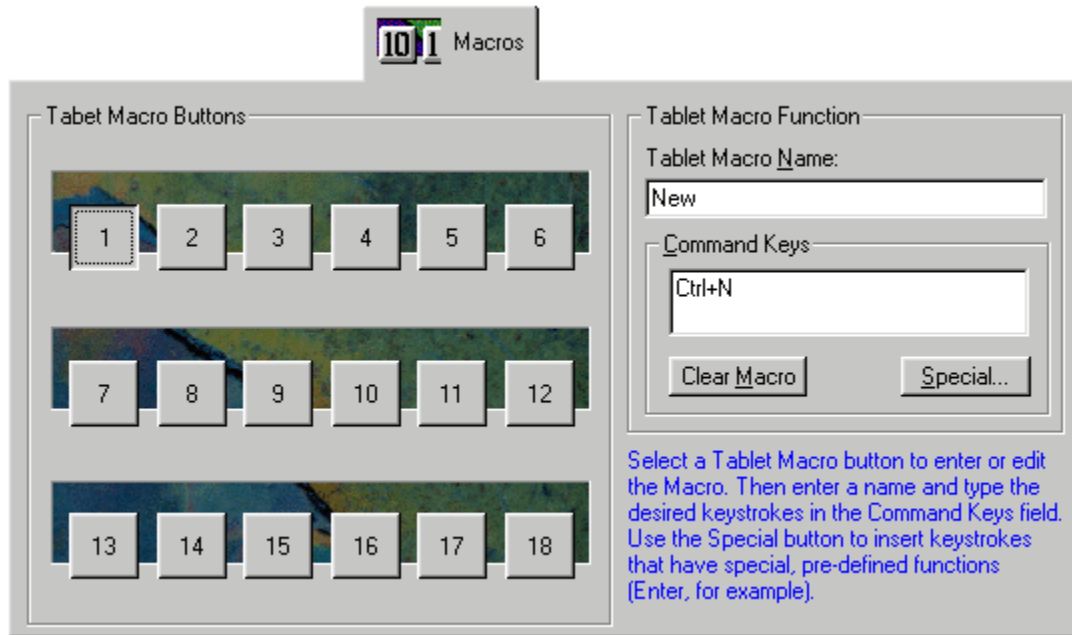 10 1 Macros
Tabet Macro Buttons
1 2 3 4 5 6
7 8 9 10 11 12
13 14 15 16 17 18
Tablet Macro Function
Tablet Macro Name:
New
Command Keys
Ctrl+N
Clear Macro Special...
Select a Tablet Macro button to enter or edit
the Macro. Then enter a name and type the
desired keystrokes in the Command Keys field.
Use the Special button to insert keystrokes
that have special, pre-defined functions
(Enter, for example).